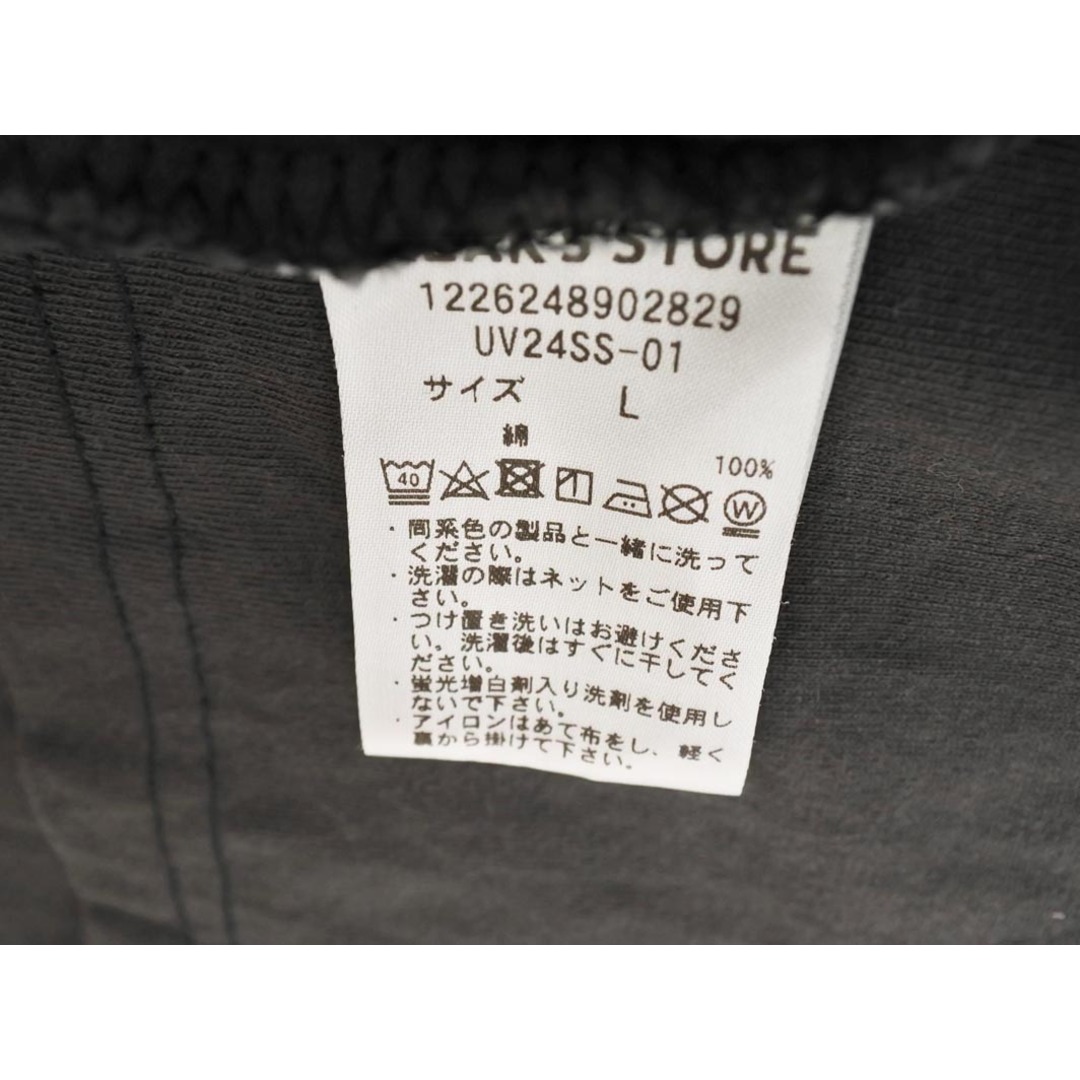 STORE
1226248902829
UV24SS-01
サイズ L
綿
100%
40
W
・同系色の製品と一緒に洗って
ください。
・洗濯の際はネットをご使用下
さい。
・つけ置き洗いはお避けくださ
い。洗濯後はすぐに干してく
ださい。
・蛍光増白剤入り洗剤を使用し
ないで下さい。
・アイロンはあて布をし、軽く
裏から掛けて下さい。